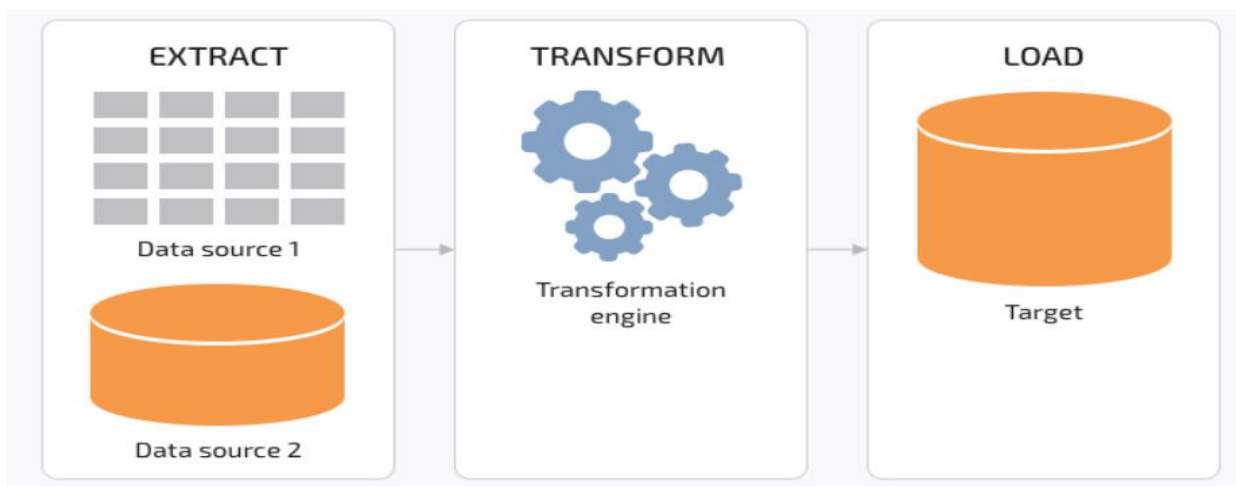 EXTRACT
Data source 1
Data source 2
TRANSFORM
Transformation
engine
LOAD
Target